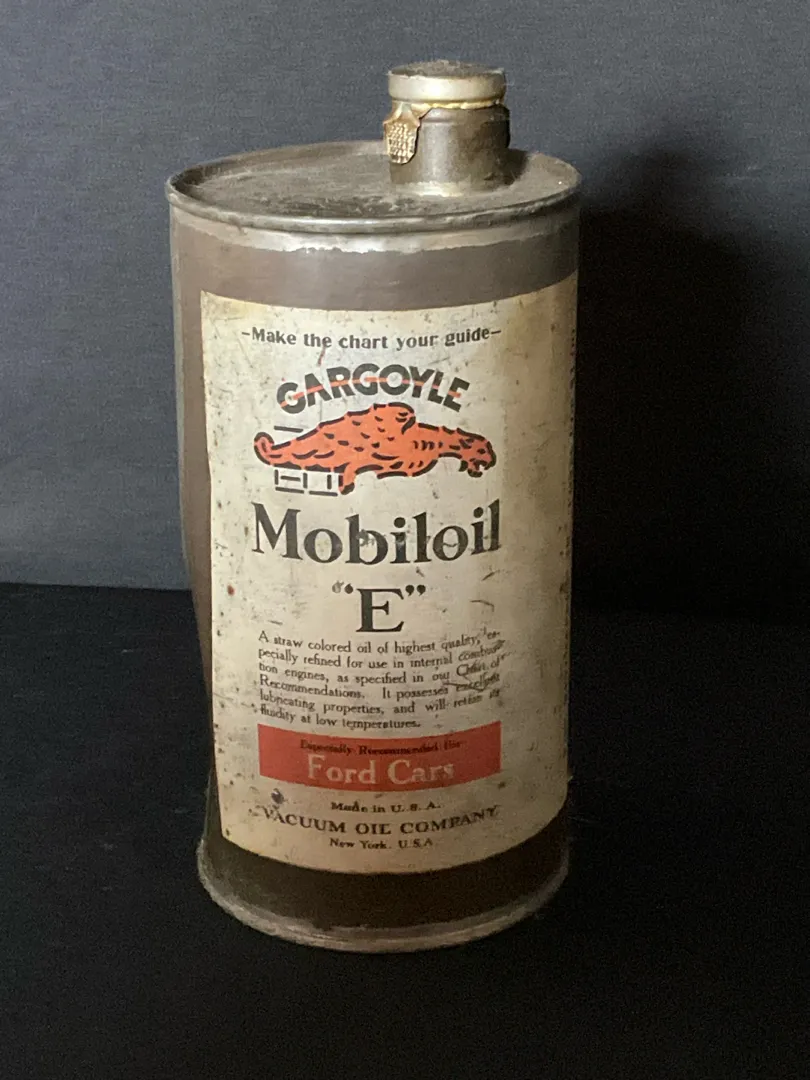 –Make the chart your guide–
GARGOYLE
Mobiloil
"E"
A straw colored oil of highest quality, es-
pecially refined for use in internal combus-
tion engines, as specified in our Chart of
Recommendations. It possesses excellent
lubricating properties, and will retain its
fluidity at low temperatures.
Especially Recommended for
Ford Cars
Made in U.S.A.
VACUUM OIL COMPANY
New York, U.S.A.